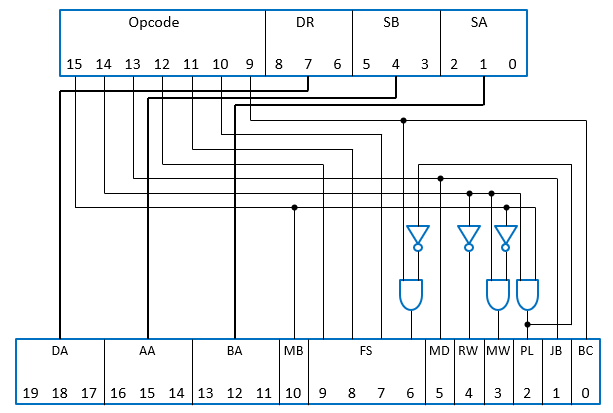 Opcode DR SB SA
15 14 13 12 11 10 9 8 7 6 5 4 3 2 1 0
DA AA BA MB FS MD RW MW PL JB BC
19 18 17 16 15 14 13 12 11 10 9 8 7 6 5 4 3 2 1 0